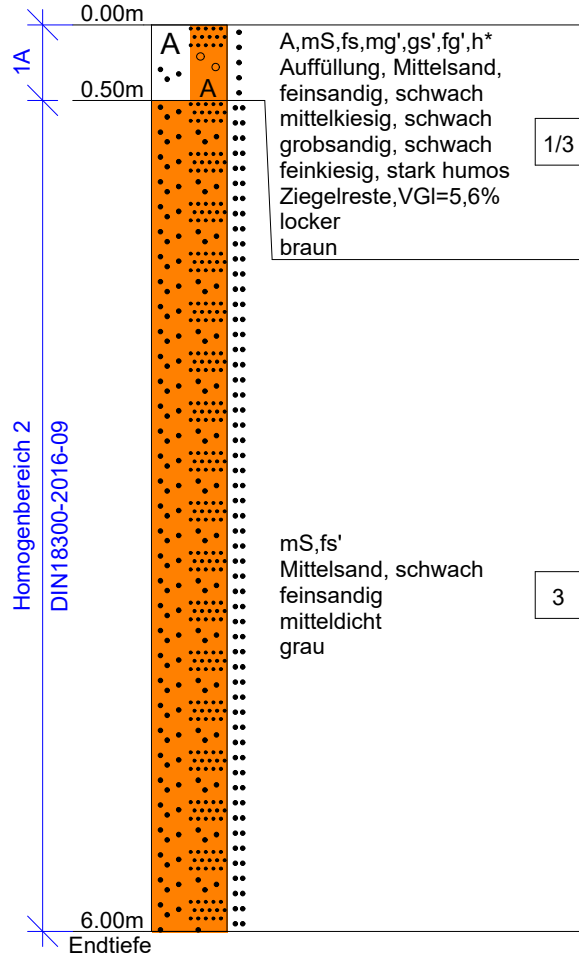 0.00m
1A
A
A
0.50m
A,mS,fs,mg',gs',fg',h*
Auffüllung, Mittelsand,
feinsandig, schwach
mittelkiesig, schwach
grobsandig, schwach
feinkiesig, stark humos
Ziegelreste,VGl=5,6%
locker
braun
1/3
Homogenbereich 2
DIN18300-2016-09
mS,fs'
Mittelsand, schwach
feinsandig
mitteldicht
grau
3
6.00m
Endtiefe